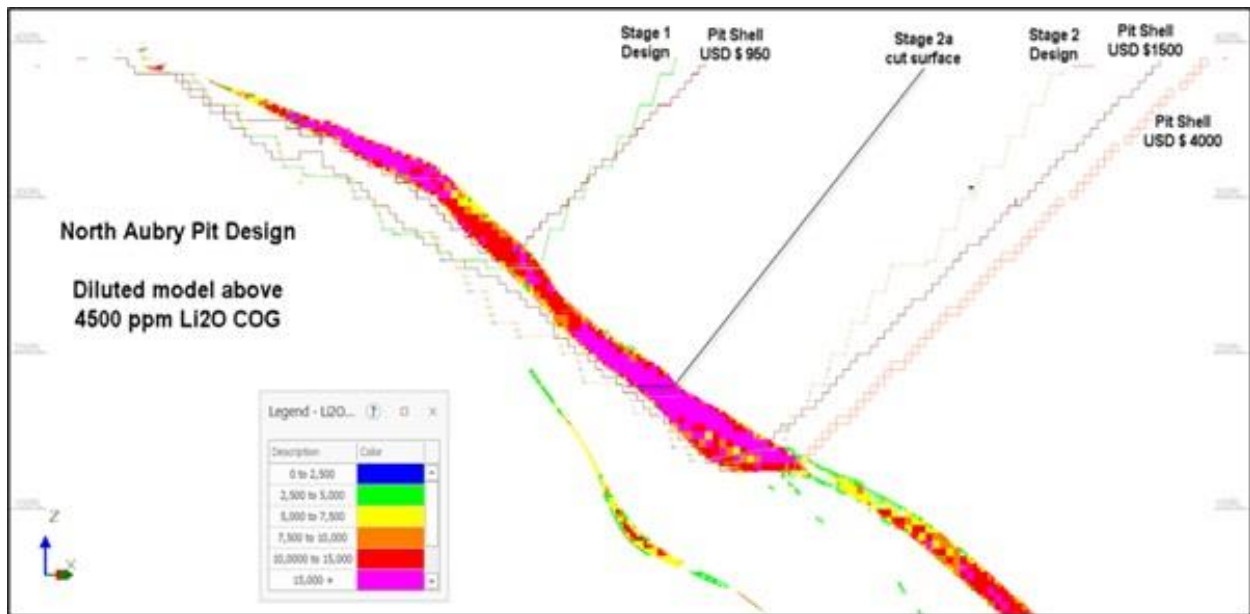 Stage 1
Design
Pit Shell
USD $ 950
Stage 2a
cut surface
Stage 2
Design
Pit Shell
USD $1500
Pit Shell
USD $ 4000
North Aubry Pit Design
Diluted model above
4500 ppm Li2O COG
Legend - Li2O...
Description Color
0 to 2,500
2,500 to 5,000
5,000 to 7,500
7,500 to 10,000
10,0000 to 15,000
15,000 +
Z
X